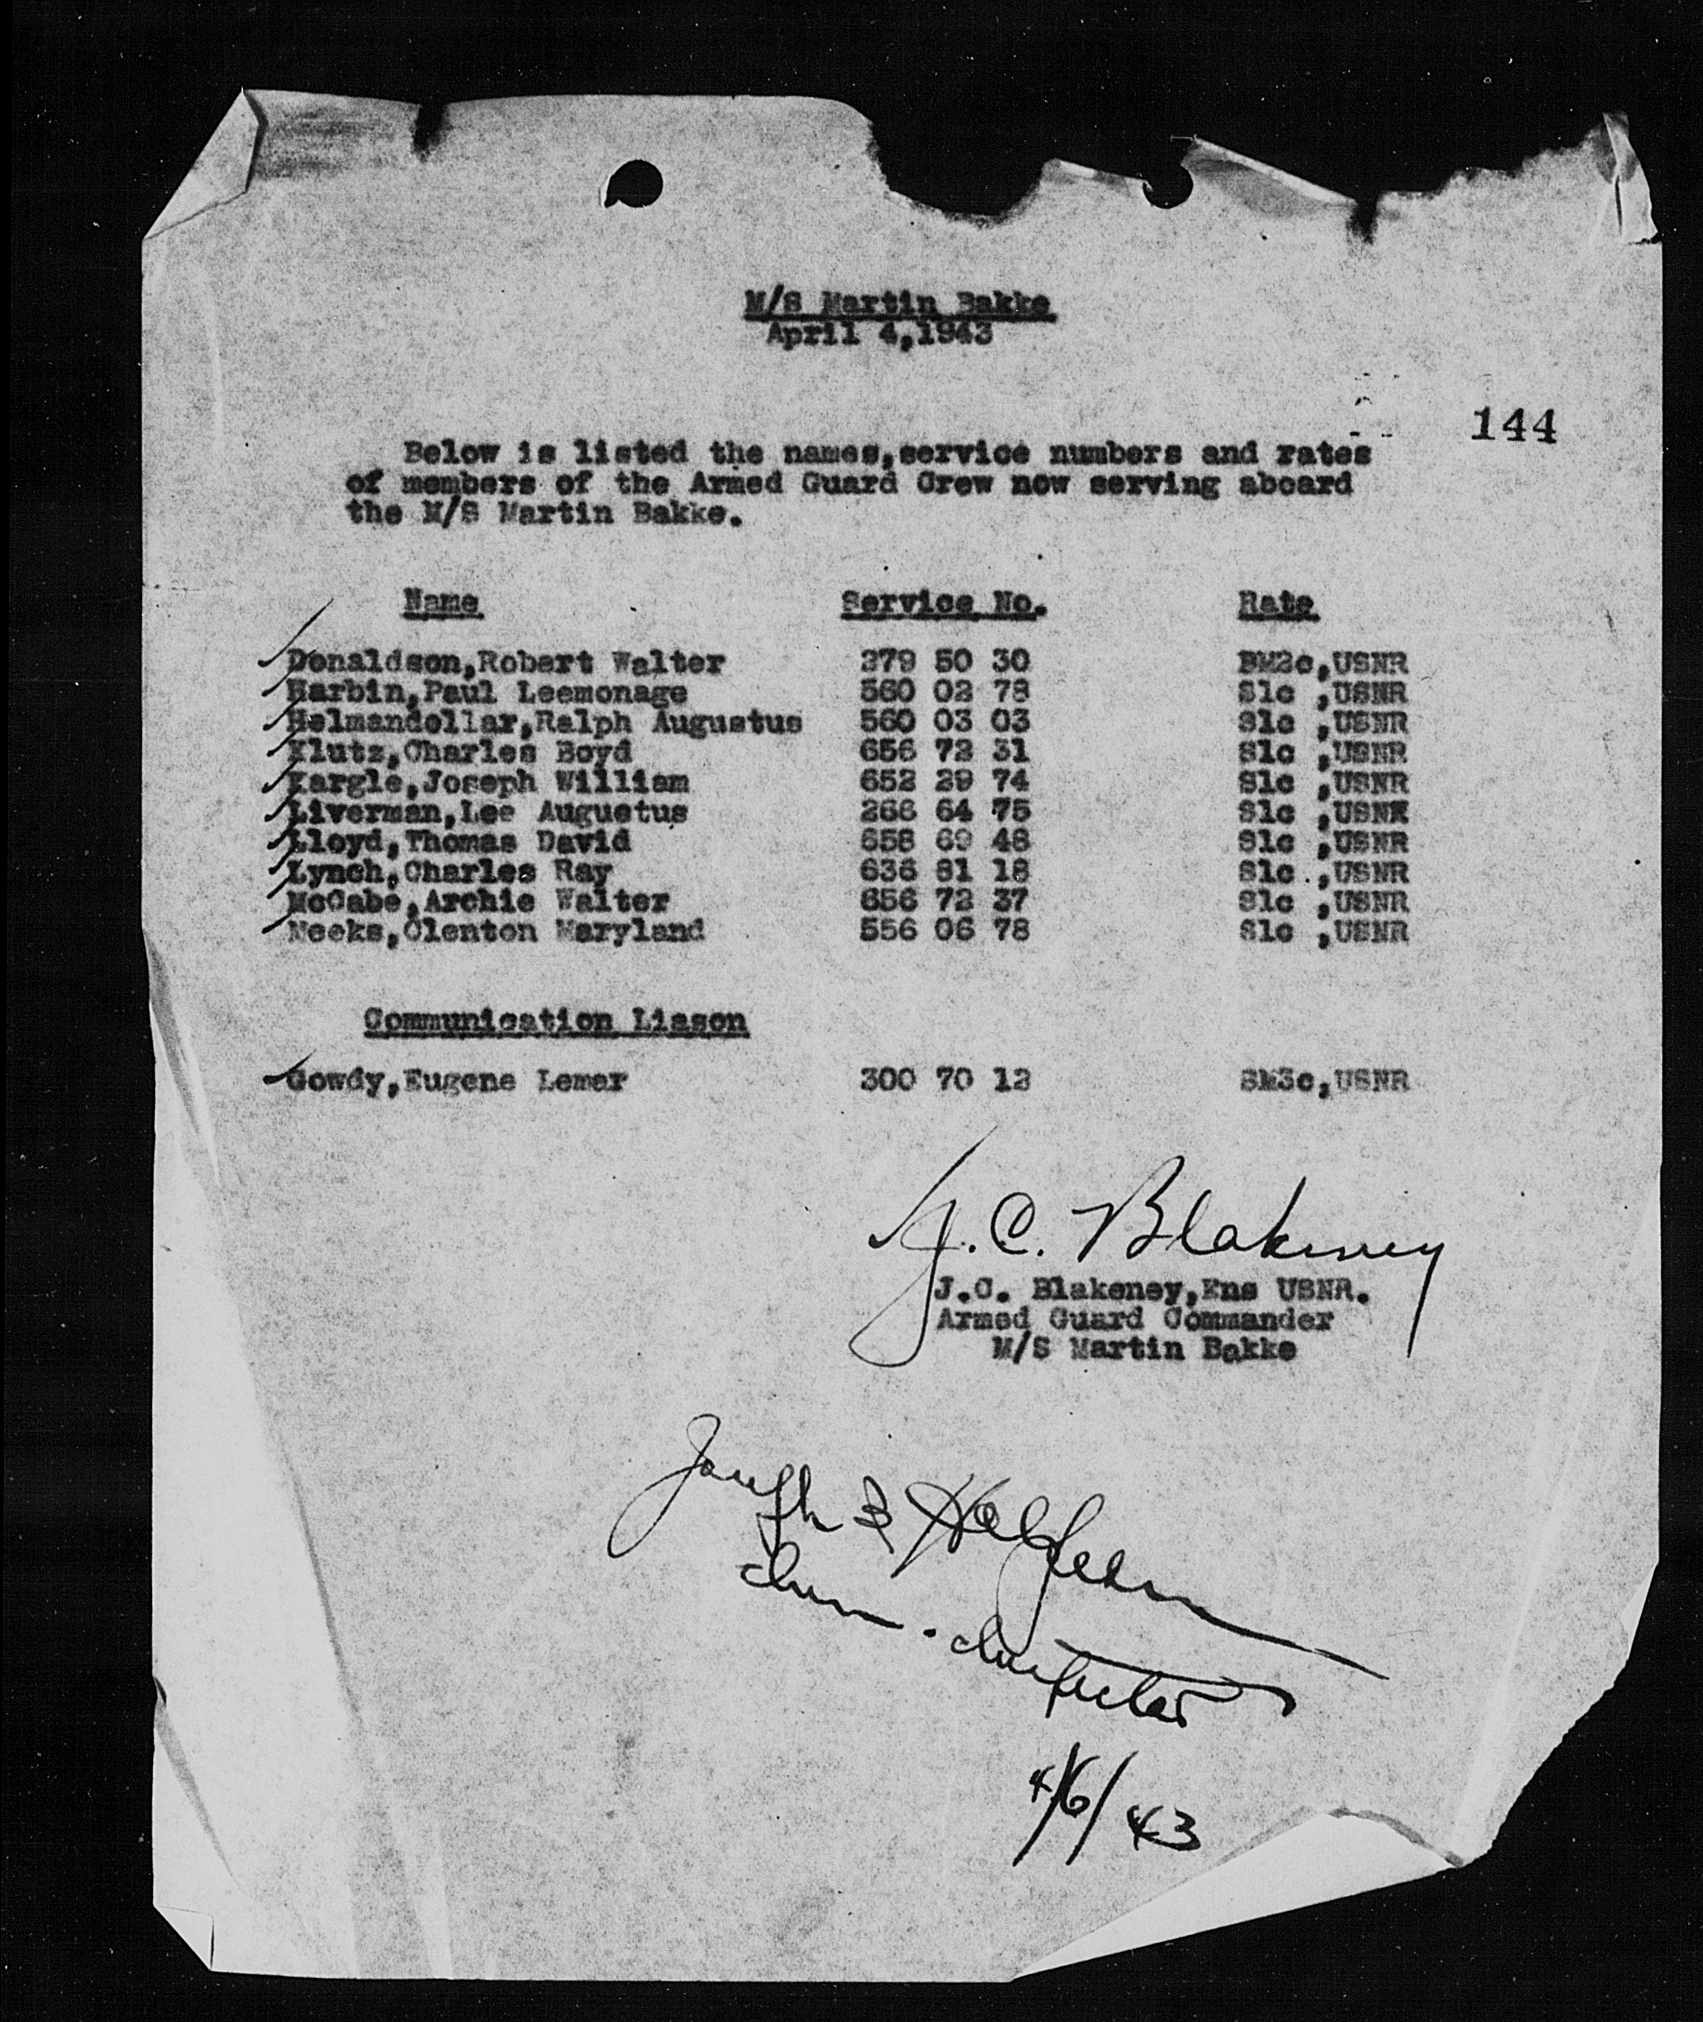 M/S Martin Bakke
April 4,1943
144
Below is listed the names,service numbers and rates
of members of the Armed Guard Crew now serving aboard
the M/S Martin Bakke.
Name Service No. Rate
Donaldson,Robert Walter 279 50 30 BM2c,USNR
Harbin,Paul Leemonage 560 02 78 S1c ,USNR
Helmandollar,Ralph Augustus 560 03 03 S1c ,USNR
Klutz,Charles Boyd 656 72 31 S1c ,USNR
Kargle,Joseph William 652 29 74 S1c ,USNR
Liverman,Lee Augustus 266 64 75 S1c ,USNR
Lloyd,Thomas David 658 69 48 S1c ,USNR
Lynch,Charles Ray 636 81 18 S1c ,USNR
McCabe,Archie Walter 656 72 37 S1c ,USNR
Meeks,Clenton Maryland 556 06 78 S1c ,USNR
Communication Liason
Gowdy,Eugene Lemar 300 70 12 SM3c,USNR
J. C. Blakeney
J.C. Blakeney,Ens USNR.
Armed Guard Commander
M/S Martin Bakke
Joseph
Inspector
4/6/43